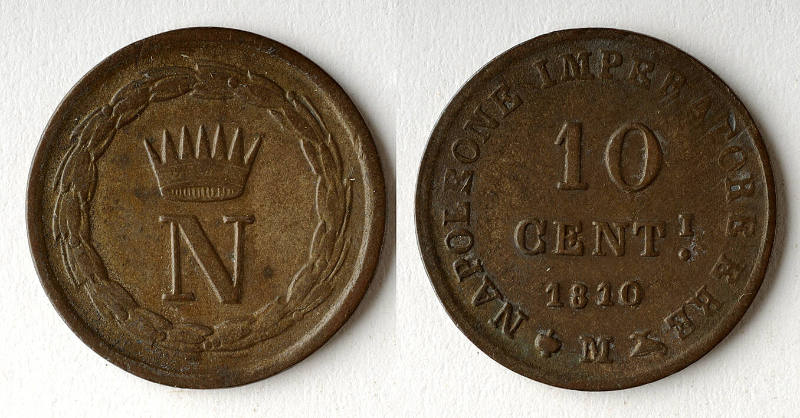 N
NAPOLEONE IMPERATORE E RE
10
CENT.I
1810
M